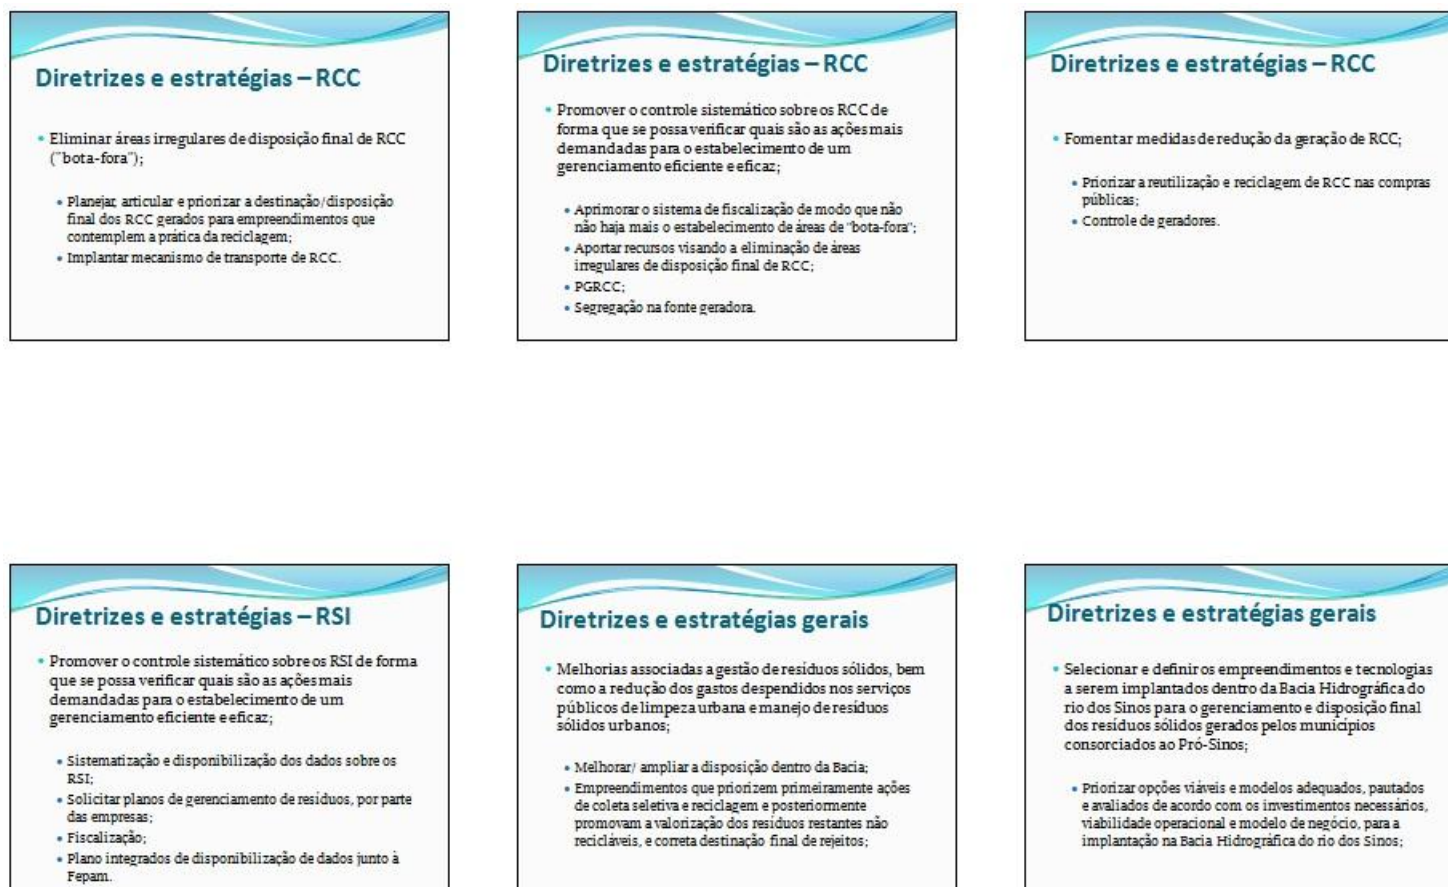 Diretrizes e estratégias – RCC
• Eliminar áreas irregulares de disposição final de RCC
("bota-fora");
• Planejar, articular e priorizar a destinação/disposição
final dos RCC gerados para empreendimentos que
contemplem a prática da reciclagem;
• Implantar mecanismo de transporte de RCC.
Diretrizes e estratégias – RCC
• Promover o controle sistemático sobre os RCC de
forma que se possa verificar quais são as ações mais
demandadas para o estabelecimento de um
gerenciamento eficiente e eficaz;
• Aprimorar o sistema de fiscalização de modo que não
não haja mais o estabelecimento de áreas de "bota-fora";
• Aportar recursos visando a eliminação de áreas
irregulares de disposição final de RCC;
• PGRCC;
• Segregação na fonte geradora.
Diretrizes e estratégias – RCC
• Fomentar medidas de redução da geração de RCC;
• Priorizar a reutilização e reciclagem de RCC nas compras
públicas;
• Controle de geradores.
Diretrizes e estratégias – RSI
• Promover o controle sistemático sobre os RSI de forma
que se possa verificar quais são as ações mais
demandadas para o estabelecimento de um
gerenciamento eficiente e eficaz;
• Sistematização e disponibilização dos dados sobre os
RSI;
• Solicitar planos de gerenciamento de resíduos, por parte
das empresas;
• Fiscalização;
• Plano integrados de disponibilização de dados junto à
Fepam.
Diretrizes e estratégias gerais
• Melhorias associadas a gestão de resíduos sólidos, bem
como a redução dos gastos despendidos nos serviços
públicos de limpeza urbana e manejo de resíduos
sólidos urbanos;
• Melhorar/ ampliar a disposição dentro da Bacia;
• Empreendimentos que priorizem primeiramente ações
de coleta seletiva e reciclagem e posteriormente
promovam a valorização dos resíduos restantes não
recicláveis, e correta destinação final de rejeitos;
Diretrizes e estratégias gerais
• Selecionar e definir os empreendimentos e tecnologias
a serem implantados dentro da Bacia Hidrográfica do
rio dos Sinos para o gerenciamento e disposição final
dos resíduos sólidos gerados pelos municípios
consorciados ao Pró-Sinos;
• Priorizar opções viáveis e modelos adequados, pautados
e avaliados de acordo com os investimentos necessários,
viabilidade operacional e modelo de negócio, para a
implantação na Bacia Hidrográfica do rio dos Sinos;